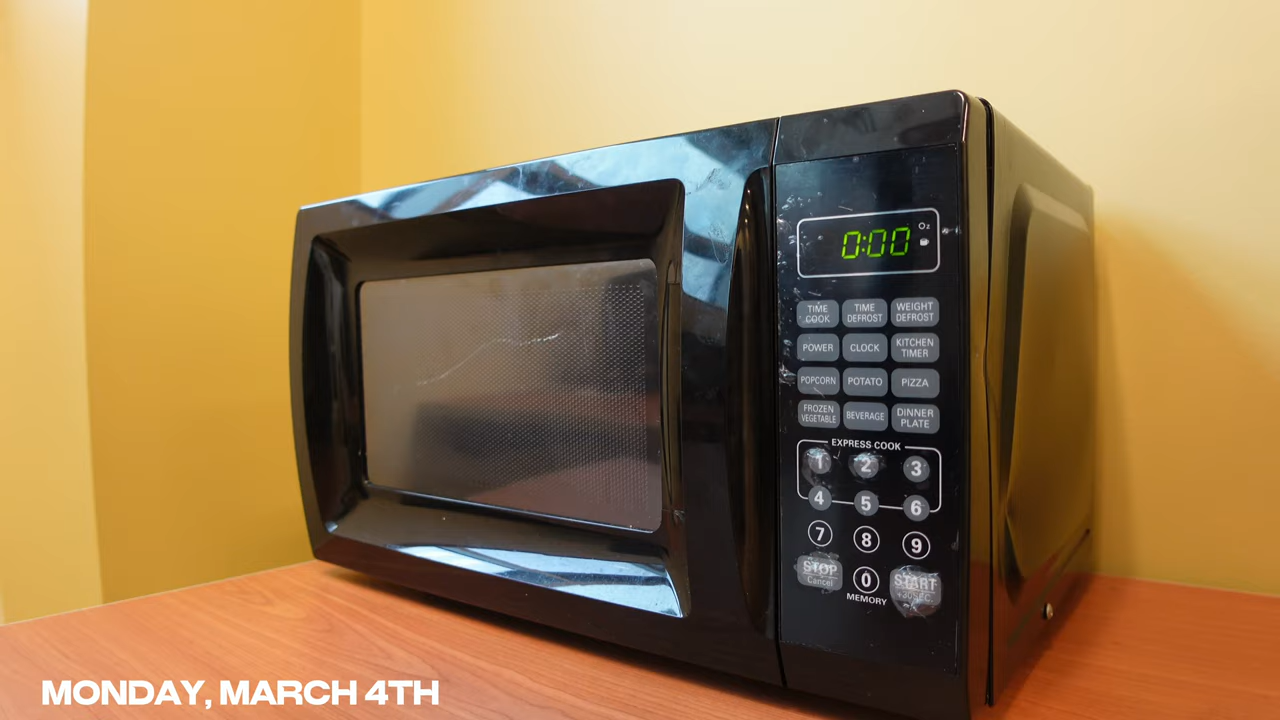 0:00
Oz
TIME COOK
TIME DEFROST
WEIGHT DEFROST
POWER
CLOCK
KITCHEN TIMER
POPCORN
POTATO
PIZZA
FROZEN VEGETABLE
BEVERAGE
DINNER PLATE
EXPRESS COOK
1 2 3
4 5 6
7 8 9
STOP Cancel
0
START +30SEC.
MEMORY
MONDAY, MARCH 4TH